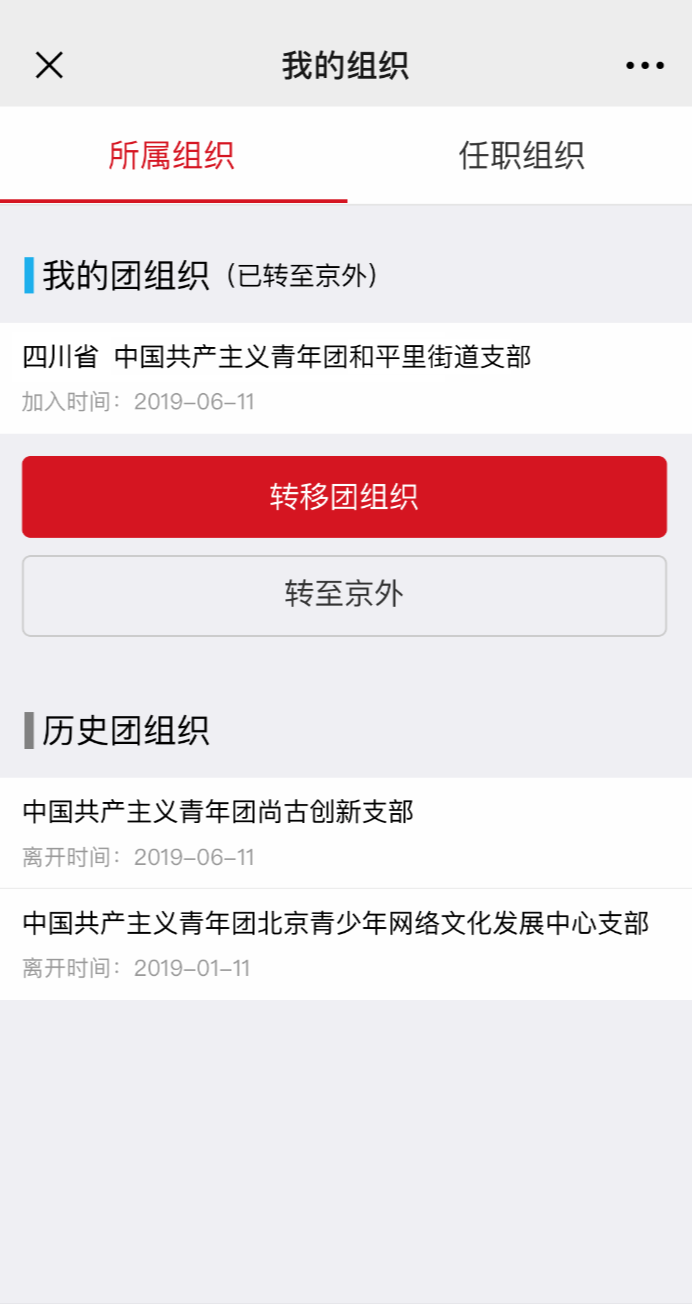 我的组织
所属组织 任职组织
我的团组织（已转至京外）
四川省 中国共产主义青年团和平里街道支部
加入时间：2019-06-11
转移团组织
转至京外
历史团组织
中国共产主义青年团尚古创新支部
离开时间：2019-06-11
中国共产主义青年团北京青少年网络文化发展中心支部
离开时间：2019-01-11